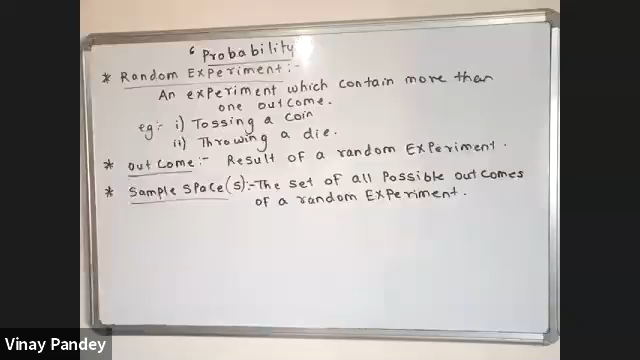 ‘ Probability
* Random Experiment:-
An experiment which contain more than
one outcome.
eg:- i) Tossing a coin
ii) Throwing a die.
* outcome:- Result of a random Experiment.
* Sample space(s):- The set of all possible outcomes
of a random Experiment.
Vinay Pandey